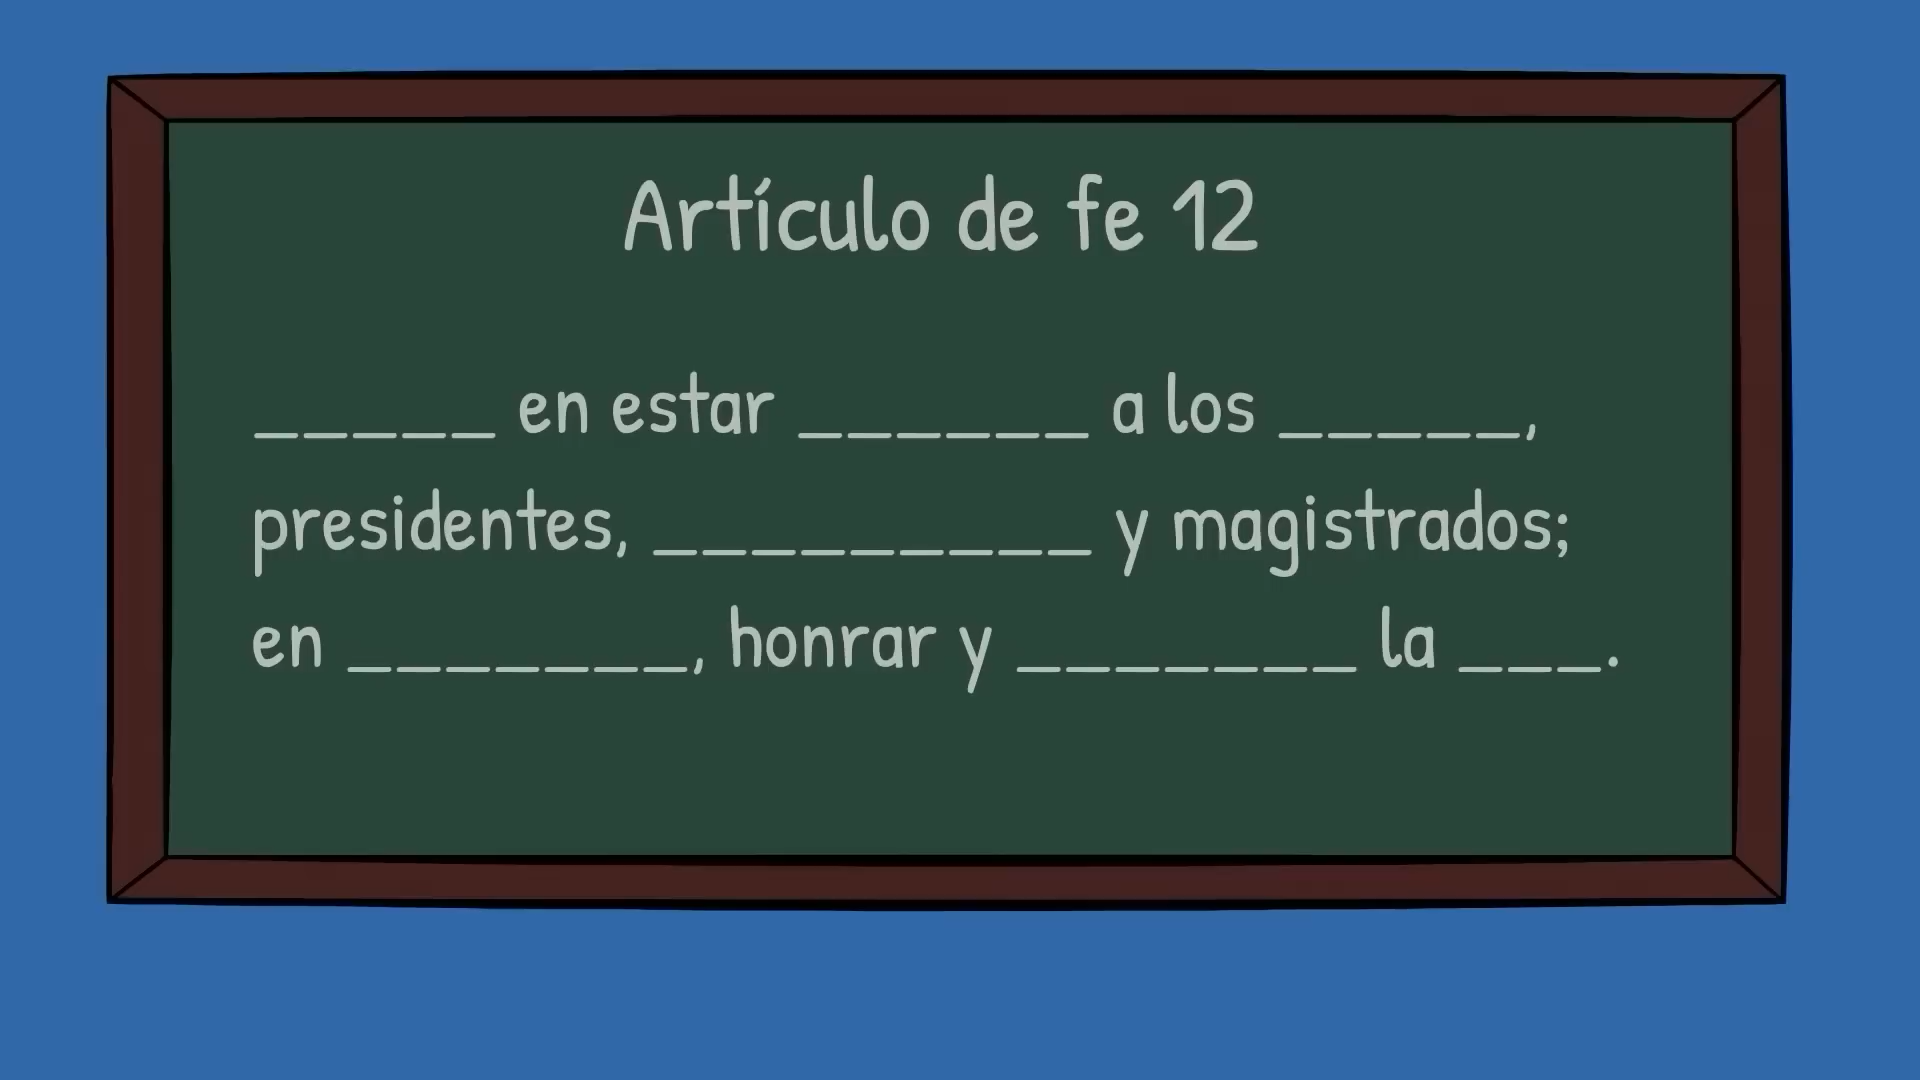 Artículo de fe 12
_____ en estar ______ a los _____,
presidentes, _________ y magistrados;
en _______, honrar y _______ la ___.